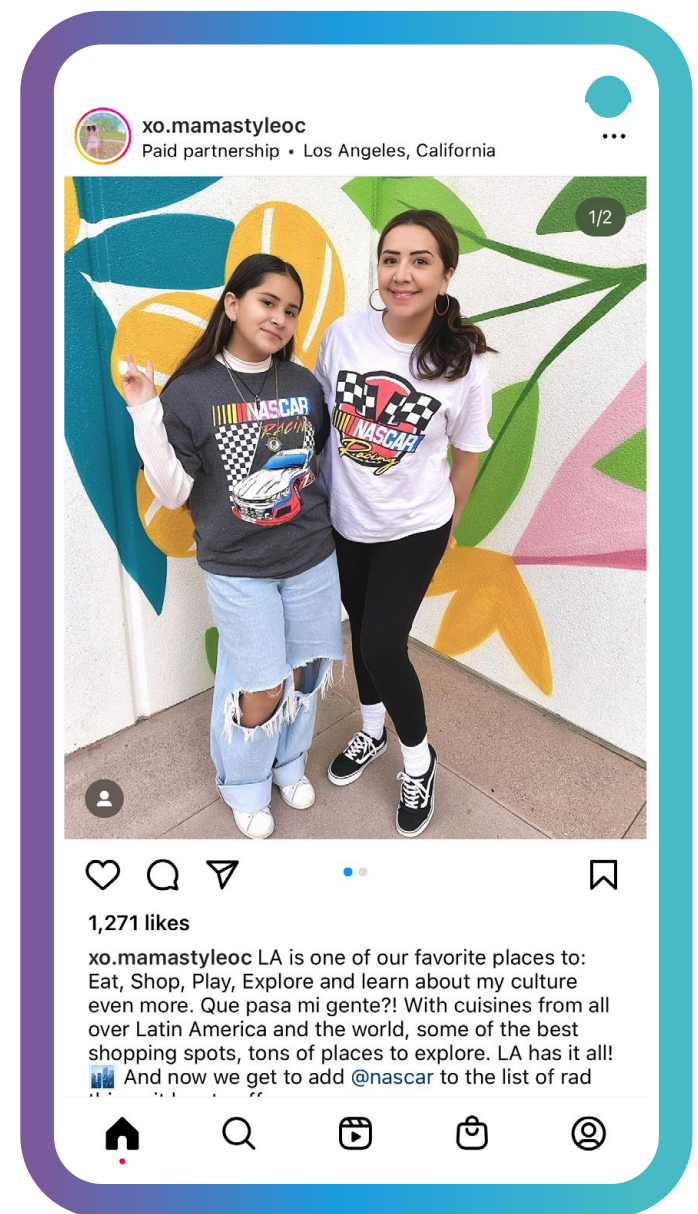 xo.mamastyleoc
Paid partnership • Los Angeles, California
1/2
NASCAR
RACING
NASCAR
Racing
1,271 likes
xo.mamastyleoc LA is one of our favorite places to:
Eat, Shop, Play, Explore and learn about my culture
even more. Que pasa mi gente?! With cuisines from all
over Latin America and the world, some of the best
shopping spots, tons of places to explore. LA has it all!
🏙️ And now we get to add @nascar to the list of rad